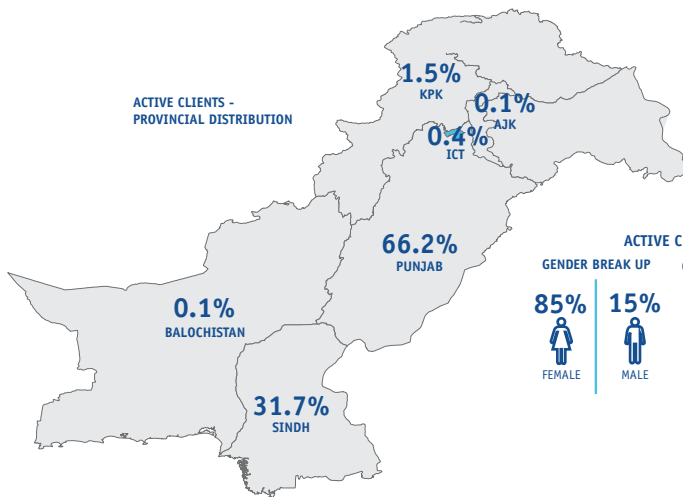 ACTIVE CLIENTS -
PROVINCIAL DISTRIBUTION
1.5%
KPK
0.1%
AJK
0.4%
ICT
66.2%
PUNJAB
0.1%
BALOCHISTAN
31.7%
SINDH
ACTIVE C
GENDER BREAK UP
85%
FEMALE
15%
MALE